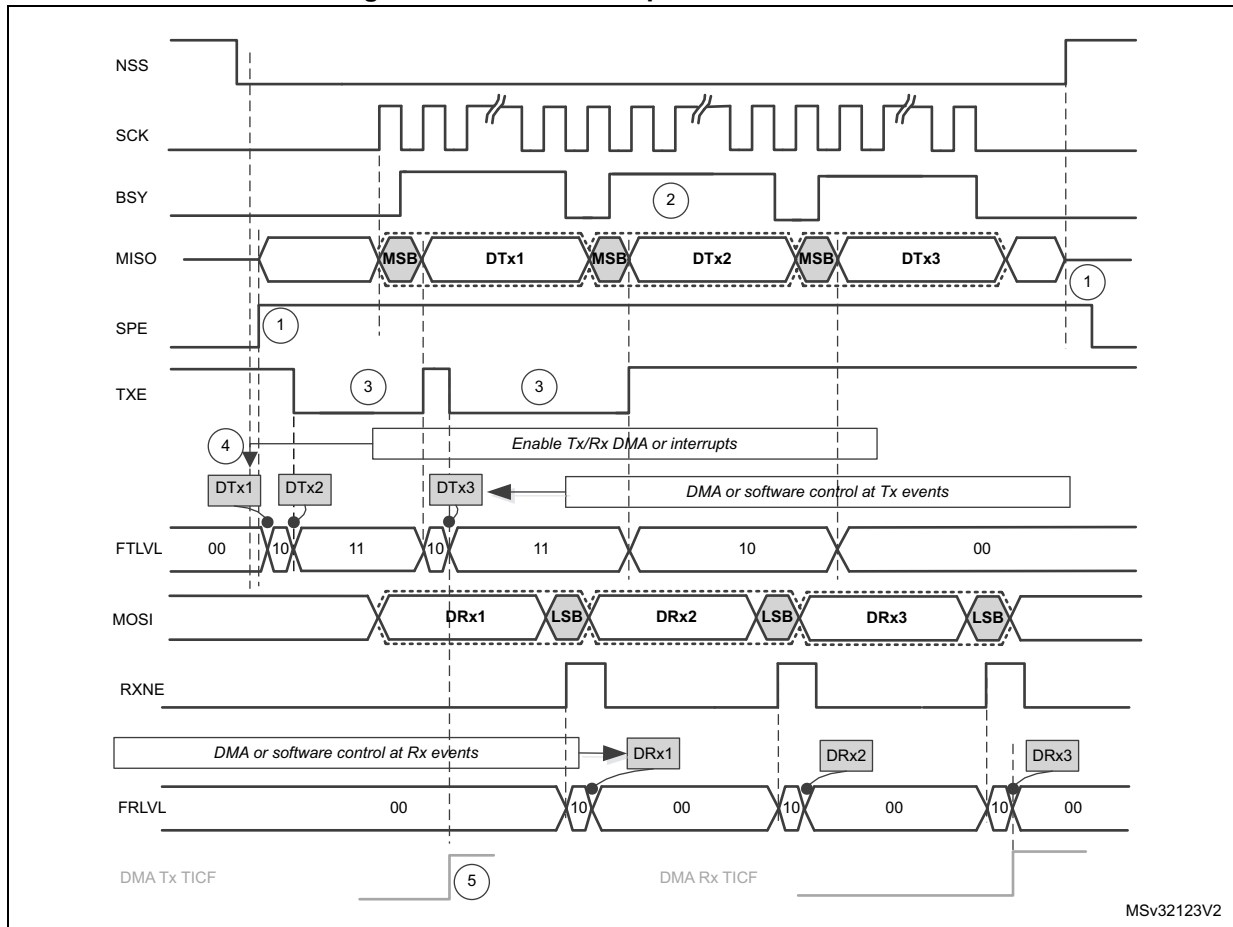 NSS
SCK
BSY
2
MISO
MSB DTx1 MSB DTx2 MSB DTx3
1
SPE
1
TXE
3 3
4
Enable Tx/Rx DMA or interrupts
DTx1 DTx2 DTx3
DMA or software control at Tx events
FTLVL 00 10 11 10 11 10 00
MOSI DRx1 LSB DRx2 LSB DRx3 LSB
RXNE
DMA or software control at Rx events
DRx1 DRx2 DRx3
FRLVL 00 10 00 10 00 10 00
DMA Tx TICF 5 DMA Rx TICF
MSv32123V2